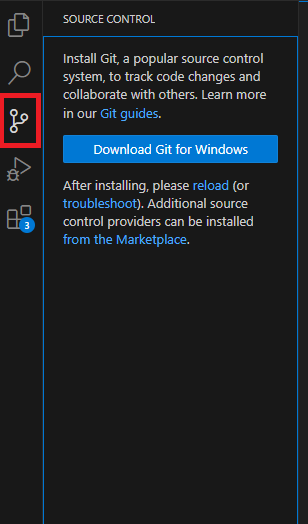 SOURCE CONTROL
Install Git, a popular source control
system, to track code changes and
collaborate with others. Learn more
in our Git guides.
Download Git for Windows
After installing, please reload (or
troubleshoot). Additional source
control providers can be installed
from the Marketplace.
3